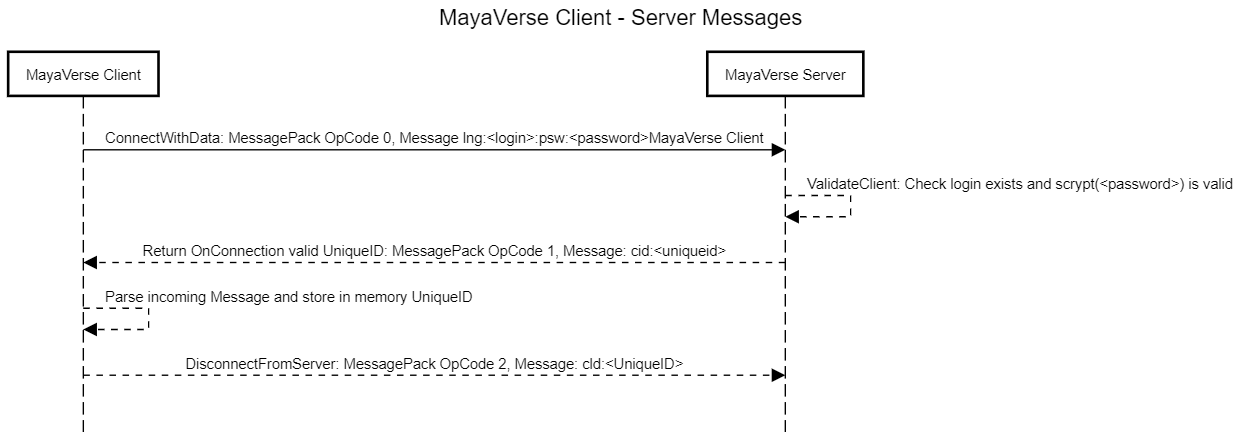 MayaVerse Client - Server Messages
MayaVerse Client
MayaVerse Server
ConnectWithData: MessagePack OpCode 0, Message lng:<login>:psw:<password>MayaVerse Client
ValidateClient: Check login exists and scrypt(<password>) is valid
Return OnConnection valid UniqueID: MessagePack OpCode 1, Message: cid:<uniqueid>
Parse incoming Message and store in memory UniqueID
DisconnectFromServer: MessagePack OpCode 2, Message: cId:<UniqueID>